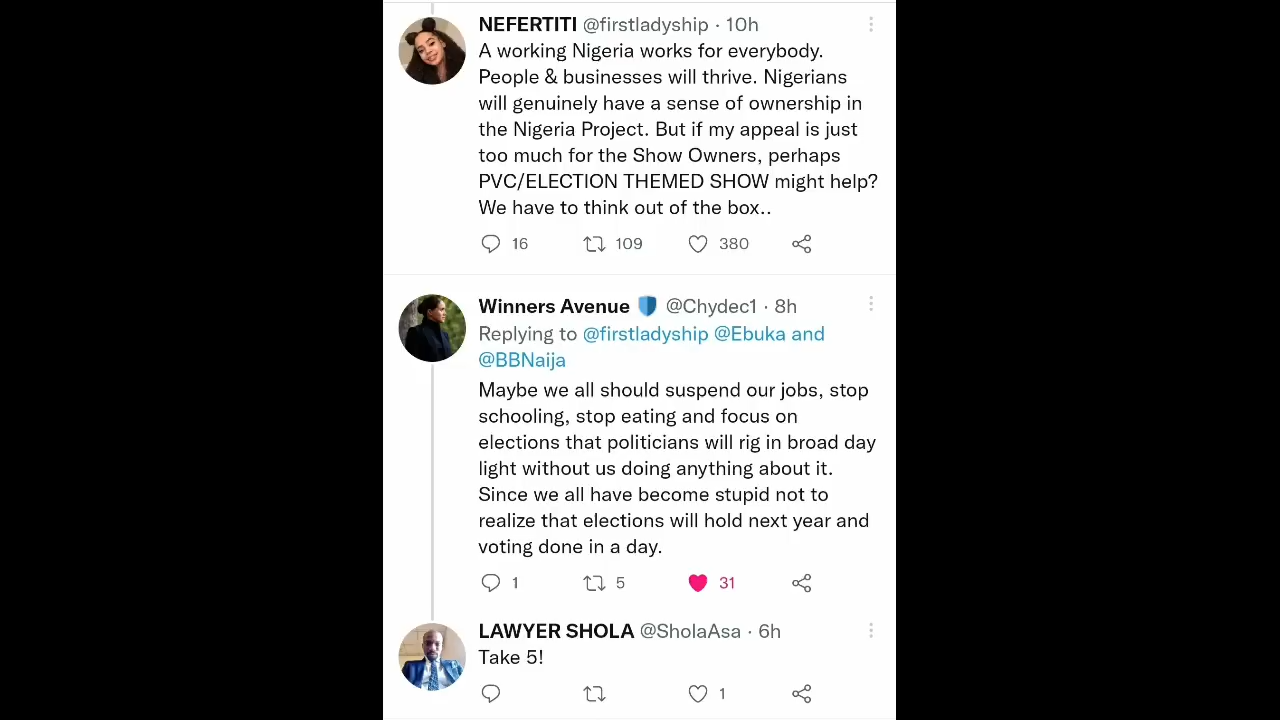 NEFERTITI @firstladyship · 10h
A working Nigeria works for everybody.
People & businesses will thrive. Nigerians
will genuinely have a sense of ownership in
the Nigeria Project. But if my appeal is just
too much for the Show Owners, perhaps
PVC/ELECTION THEMED SHOW might help?
We have to think out of the box..
16 109 380
Winners Avenue @Chydec1 · 8h
Replying to @firstladyship @Ebuka and
@BBNaija
Maybe we all should suspend our jobs, stop
schooling, stop eating and focus on
elections that politicians will rig in broad day
light without us doing anything about it.
Since we all have become stupid not to
realize that elections will hold next year and
voting done in a day.
1 5 31
LAWYER SHOLA @SholaAsa · 6h
Take 5!
1